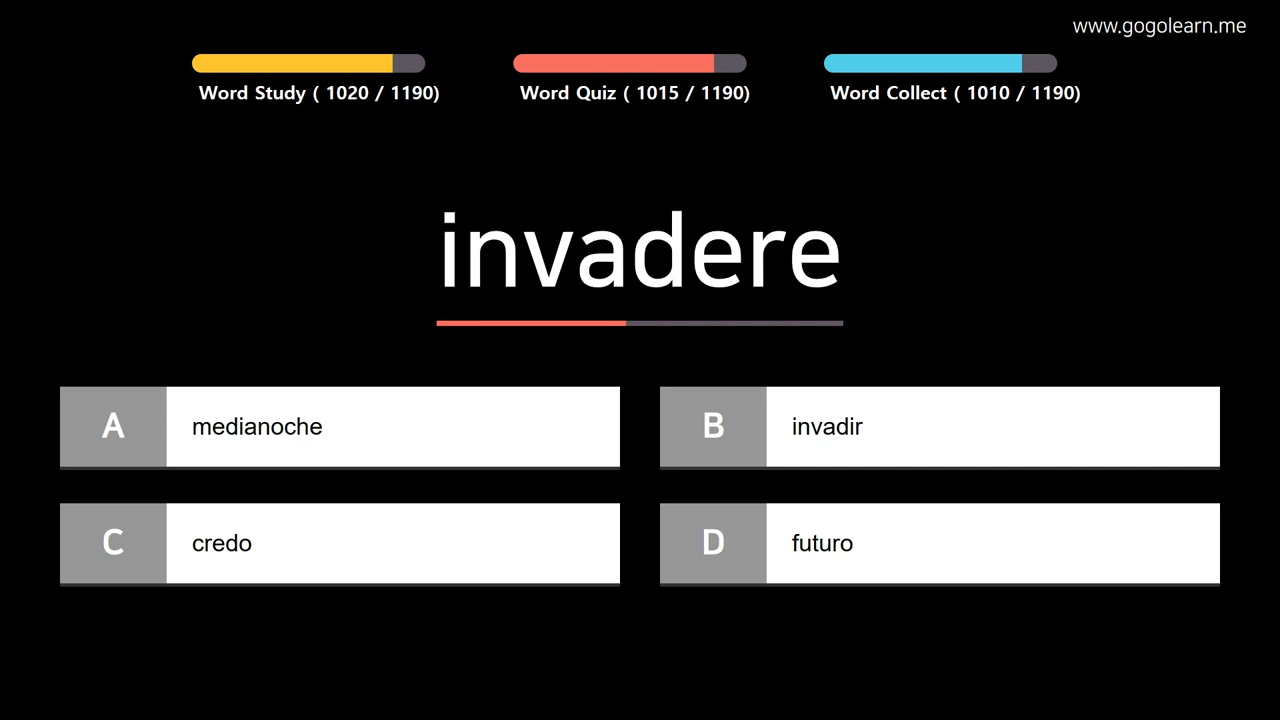 www.gogolearn.me
Word Study ( 1020 / 1190)
Word Quiz ( 1015 / 1190)
Word Collect ( 1010 / 1190)
invadere
A medianoche
B invadir
C credo
D futuro